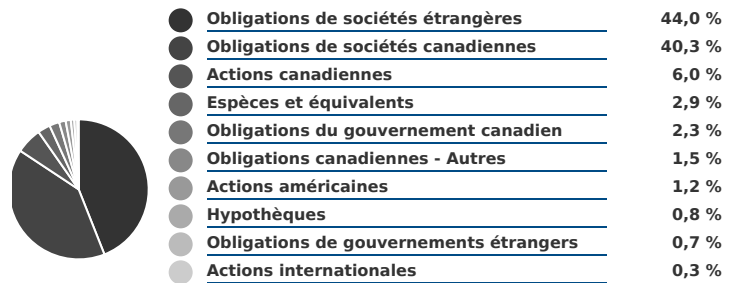 Obligations de sociétés étrangères 44,0 %
Obligations de sociétés canadiennes 40,3 %
Actions canadiennes 6,0 %
Espèces et équivalents 2,9 %
Obligations du gouvernement canadien 2,3 %
Obligations canadiennes - Autres 1,5 %
Actions américaines 1,2 %
Hypothèques 0,8 %
Obligations de gouvernements étrangers 0,7 %
Actions internationales 0,3 %